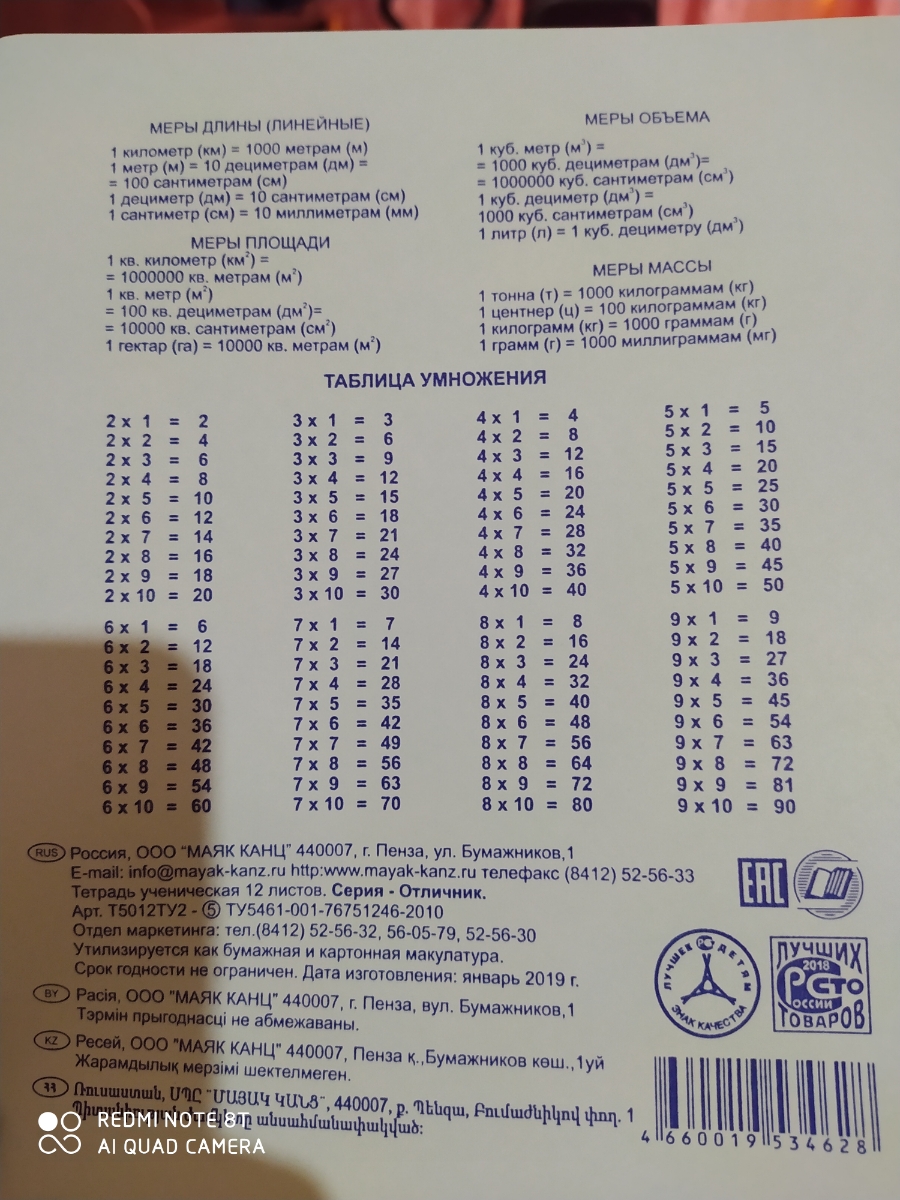 МЕРЫ ДЛИНЫ (ЛИНЕЙНЫЕ)
1 километр (км) = 1000 метрам (м)
1 метр (м) = 10 дециметрам (дм) =
= 100 сантиметрам (см)
1 дециметр (дм) = 10 сантиметрам (см)
1 сантиметр (см) = 10 миллиметрам (мм)
МЕРЫ ПЛОЩАДИ
1 кв. километр (км²) =
= 1000000 кв. метрам (м²)
1 кв. метр (м²)
= 100 кв. дециметрам (дм²)=
= 10000 кв. сантиметрам (см²)
1 гектар (га) = 10000 кв. метрам (м²)
МЕРЫ ОБЪЕМА
1 куб. метр (м³) =
= 1000 куб. дециметрам (дм³)=
= 1000000 куб. сантиметрам (см³)
1 куб. дециметр (дм³) =
1000 куб. сантиметрам (см³)
1 литр (л) = 1 куб. дециметру (дм³)
МЕРЫ МАССЫ
1 тонна (т) = 1000 килограммам (кг)
1 центнер (ц) = 100 килограммам (кг)
1 килограмм (кг) = 1000 граммам (г)
1 грамм (г) = 1000 миллиграммам (мг)
ТАБЛИЦА УМНОЖЕНИЯ
2 x 1 = 2
2 x 2 = 4
2 x 3 = 6
2 x 4 = 8
2 x 5 = 10
2 x 6 = 12
2 x 7 = 14
2 x 8 = 16
2 x 9 = 18
2 x 10 = 20
3 x 1 = 3
3 x 2 = 6
3 x 3 = 9
3 x 4 = 12
3 x 5 = 15
3 x 6 = 18
3 x 7 = 21
3 x 8 = 24
3 x 9 = 27
3 x 10 = 30
4 x 1 = 4
4 x 2 = 8
4 x 3 = 12
4 x 4 = 16
4 x 5 = 20
4 x 6 = 24
4 x 7 = 28
4 x 8 = 32
4 x 9 = 36
4 x 10 = 40
5 x 1 = 5
5 x 2 = 10
5 x 3 = 15
5 x 4 = 20
5 x 5 = 25
5 x 6 = 30
5 x 7 = 35
5 x 8 = 40
5 x 9 = 45
5 x 10 = 50
6 x 1 = 6
6 x 2 = 12
6 x 3 = 18
6 x 4 = 24
6 x 5 = 30
6 x 6 = 36
6 x 7 = 42
6 x 8 = 48
6 x 9 = 54
6 x 10 = 60
7 x 1 = 7
7 x 2 = 14
7 x 3 = 21
7 x 4 = 28
7 x 5 = 35
7 x 6 = 42
7 x 7 = 49
7 x 8 = 56
7 x 9 = 63
7 x 10 = 70
8 x 1 = 8
8 x 2 = 16
8 x 3 = 24
8 x 4 = 32
8 x 5 = 40
8 x 6 = 48
8 x 7 = 56
8 x 8 = 64
8 x 9 = 72
8 x 10 = 80
9 x 1 = 9
9 x 2 = 18
9 x 3 = 27
9 x 4 = 36
9 x 5 = 45
9 x 6 = 54
9 x 7 = 63
9 x 8 = 72
9 x 9 = 81
9 x 10 = 90
RUS Россия, ООО "МАЯК КАНЦ" 440007, г. Пенза, ул. Бумажников,1
E-mail: info@mayak-kanz.ru http:www.mayak-kanz.ru телефакс (8412) 52-56-33
Тетрадь ученическая 12 листов. Серия - Отличник.
Арт. Т5012ТУ2 - ⑤ ТУ5461-001-76751246-2010
Отдел маркетинга: тел.(8412) 52-56-32, 56-05-79, 52-56-30
Утилизируется как бумажная и картонная макулатура.
Срок годности не ограничен. Дата изготовления: январь 2019 г.
BY Расія, ООО "МАЯК КАНЦ" 440007, г. Пенза, вул. Бумажников,1
Тэрмін прыгоднасці не абмежаваны.
KZ Ресей, ООО "МАЯК КАНЦ" 440007, Пенза қ.,Бумажников көш.,1уй
Жарамдылық мерзімі шектелмеген.
ՀՀ Ռուսաստան, ՍՊԸ "ՄԱՅԱԿ ԿԱՆՑ", 440007, ք. Պենզա, Բումաժնիկով փող. 1
անսահմանափակված:
EAC
ЛУЧШЕЕ ДЕТЯМ
ЗНАК КАЧЕСТВА
ЛУЧШИХ
2018
СТО
РОССИИ
ТОВАРОВ
4 660019 534628
REDMI NOTE 8T
AI QUAD CAMERA